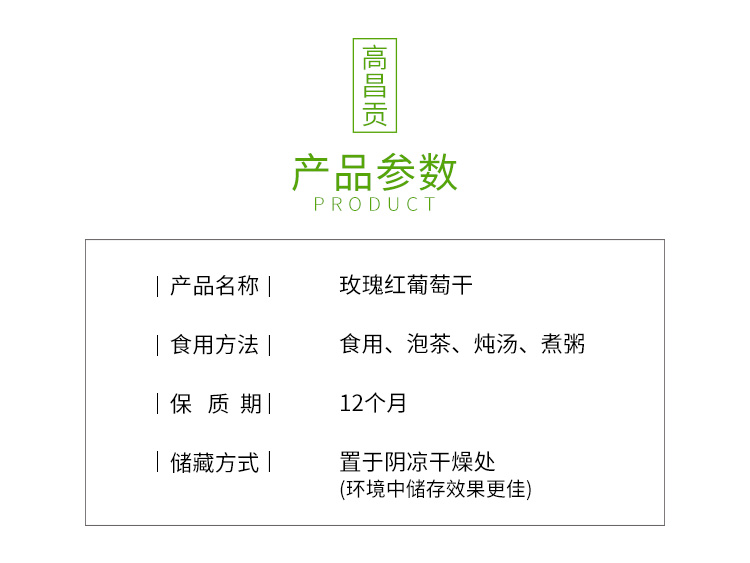 高昌贡
产品参数
PRODUCT
| 产品名称 | 玫瑰红葡萄干
| 食用方法 | 食用、泡茶、炖汤、煮粥
| 保 质 期 | 12个月
| 储藏方式 | 置于阴凉干燥处
(环境中储存效果更佳)